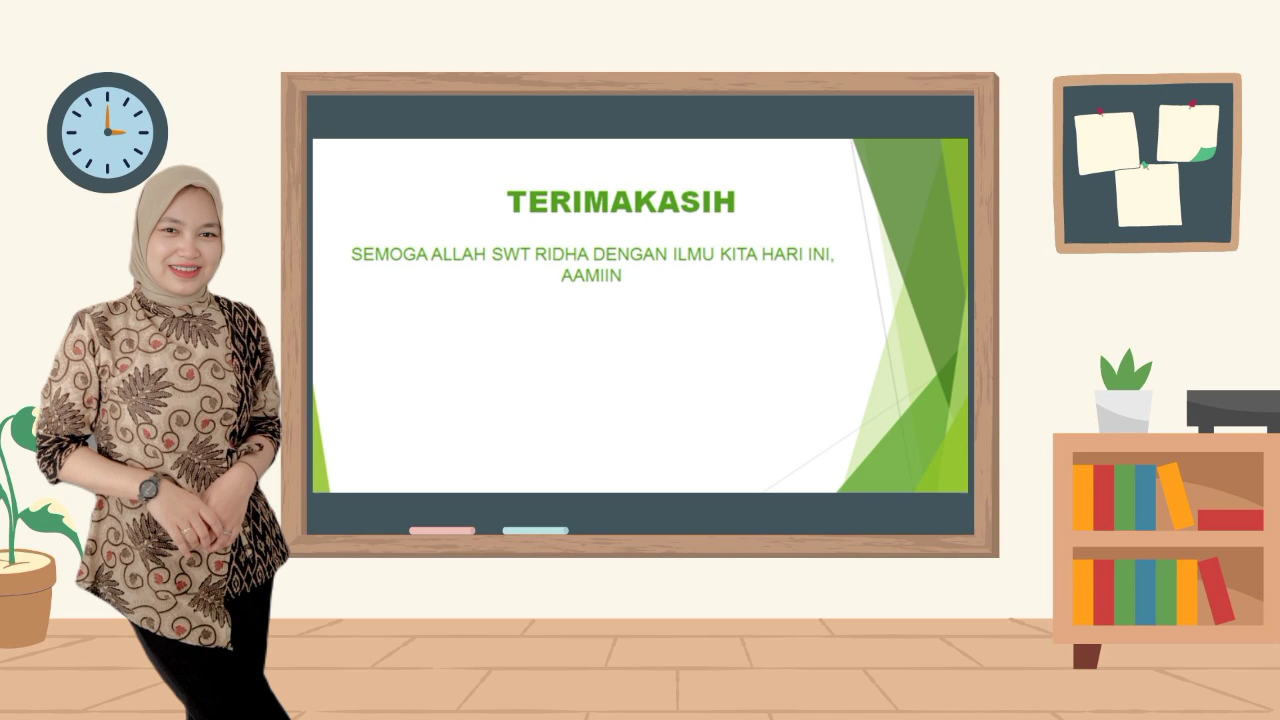 TERIMAKASIH
SEMOGA ALLAH SWT RIDHA DENGAN ILMU KITA HARI INI,
AAMIIN